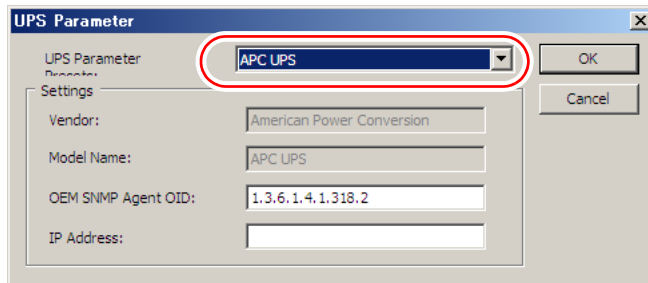 UPS Parameter
UPS Parameter
APC UPS
OK
Settings
Cancel
Vendor:
American Power Conversion
Model Name:
APC UPS
OEM SNMP Agent OID:
1.3.6.1.4.1.318.2
IP Address: